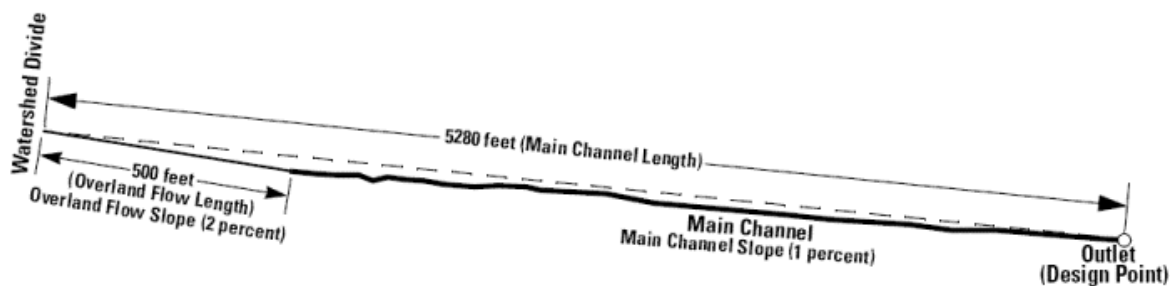 Watershed Divide
5280 feet (Main Channel Length)
500 feet
(Overland Flow Length)
Overland Flow Slope (2 percent)
Main Channel
Main Channel Slope (1 percent)
Outlet
(Design Point)